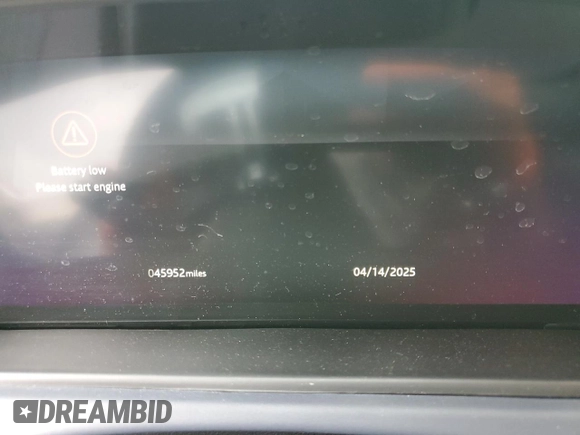 Battery low
Please start engine
045952miles
04/14/2025
DREAMBID